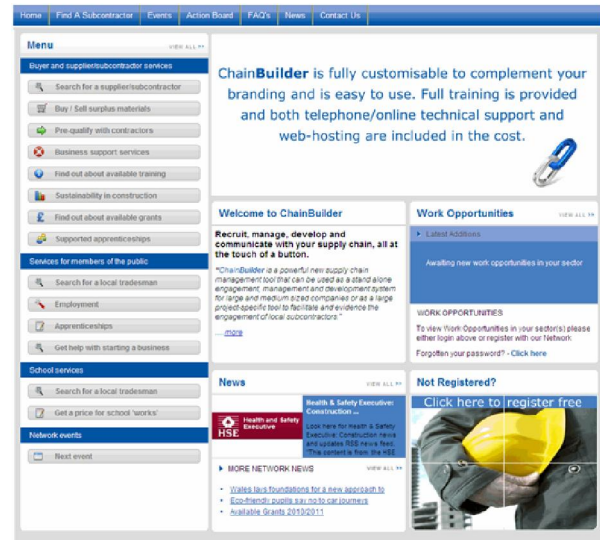 Home Find A Subcontractor Events Action Board FAQ's News Contact Us
Menu VIEW ALL >>
Buyer and supplier/subcontractor services
Search for a supplier/subcontractor
Buy / Sell surplus materials
Pre-qualify with contractors
Business support services
Find out about available training
Sustainability in construction
£ Find out about available grants
Supported apprenticeships
Services for members of the public
Search for a local tradesman
Employment
Apprenticeships
Get help with starting a business
School services
Search for a local tradesman
Get a price for school 'works'
Network events
Next event
ChainBuilder is fully customisable to complement your
branding and is easy to use. Full training is provided
and both telephone/online technical support and
web-hosting are included in the cost.
Welcome to ChainBuilder
Recruit, manage, develop and
communicate with your supply chain, all at
the touch of a button.
"ChainBuilder is a powerful new supply chain
management tool that can be used as a stand alone
engagement, management and development system
for large and medium sized companies or as a large
project-specific tool to facilitate and evidence the
engagement of local subcontractors."
....more
Work Opportunities VIEW ALL >>
Latest Additions
Awaiting new work opportunities in your sector
WORK OPPORTUNITIES
To view Work Opportunities in your sector(s) please
either login above or register with our Network
Forgotten your password? - Click here
News VIEW ALL >>
HSE Health and Safety
Executive
Health & Safety Executive:
Construction ...
Look here for Health & Safety
Executive: Construction news
and updates RSS news feed.
"This content is from the HSE
MORE NETWORK NEWS VIEW ALL >>
Wales lays foundations for a new approach to
Eco-friendly pupils say no to car journeys
Available Grants 2010/2011
Not Registered?
Click here to register free